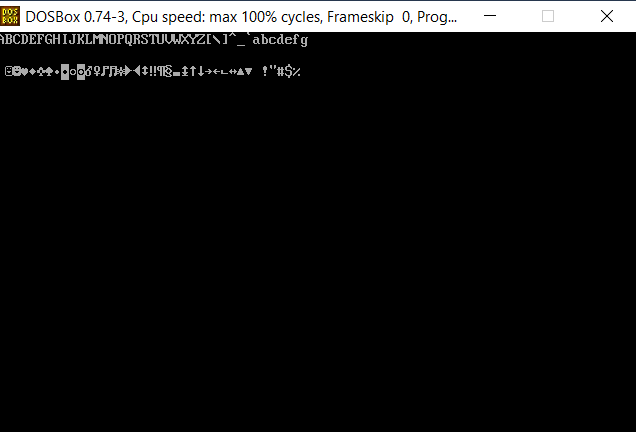 DOSBox 0.74-3, Cpu speed: max 100% cycles, Frameskip  0, Prog...
ABCDEFGHIJKLMNOPQRSTUVWXYZ[\]^_`abcdefg
☺☻♥♦♣♠•◘○◙♂♀♪♫☼►◄↕‼¶§▬↨↑↓→←∟↔▲▼ !"#$%